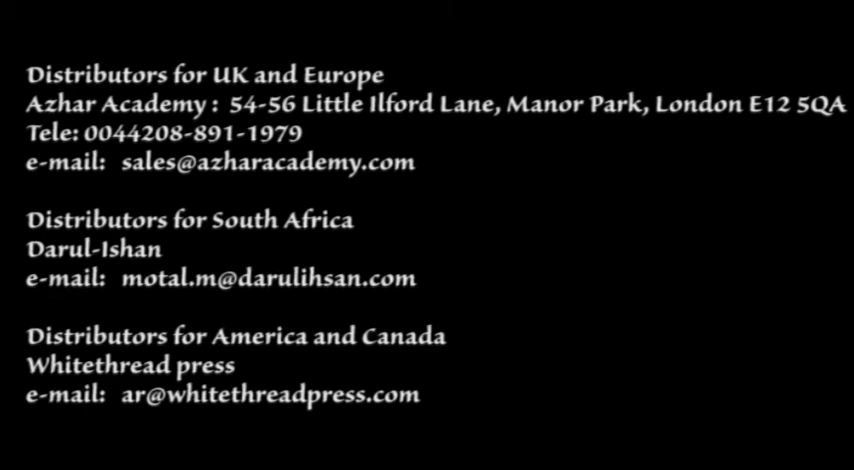 Distributors for UK and Europe
Azhar Academy : 54-56 Little Ilford Lane, Manor Park, London E12 5QA
Tele: 0044208-891-1979
e-mail: sales@azharacademy.com
Distributors for South Africa
Darul-Ishan
e-mail: motal.m@darulihsan.com
Distributors for America and Canada
Whitethread press
e-mail: ar@whitethreadpress.com